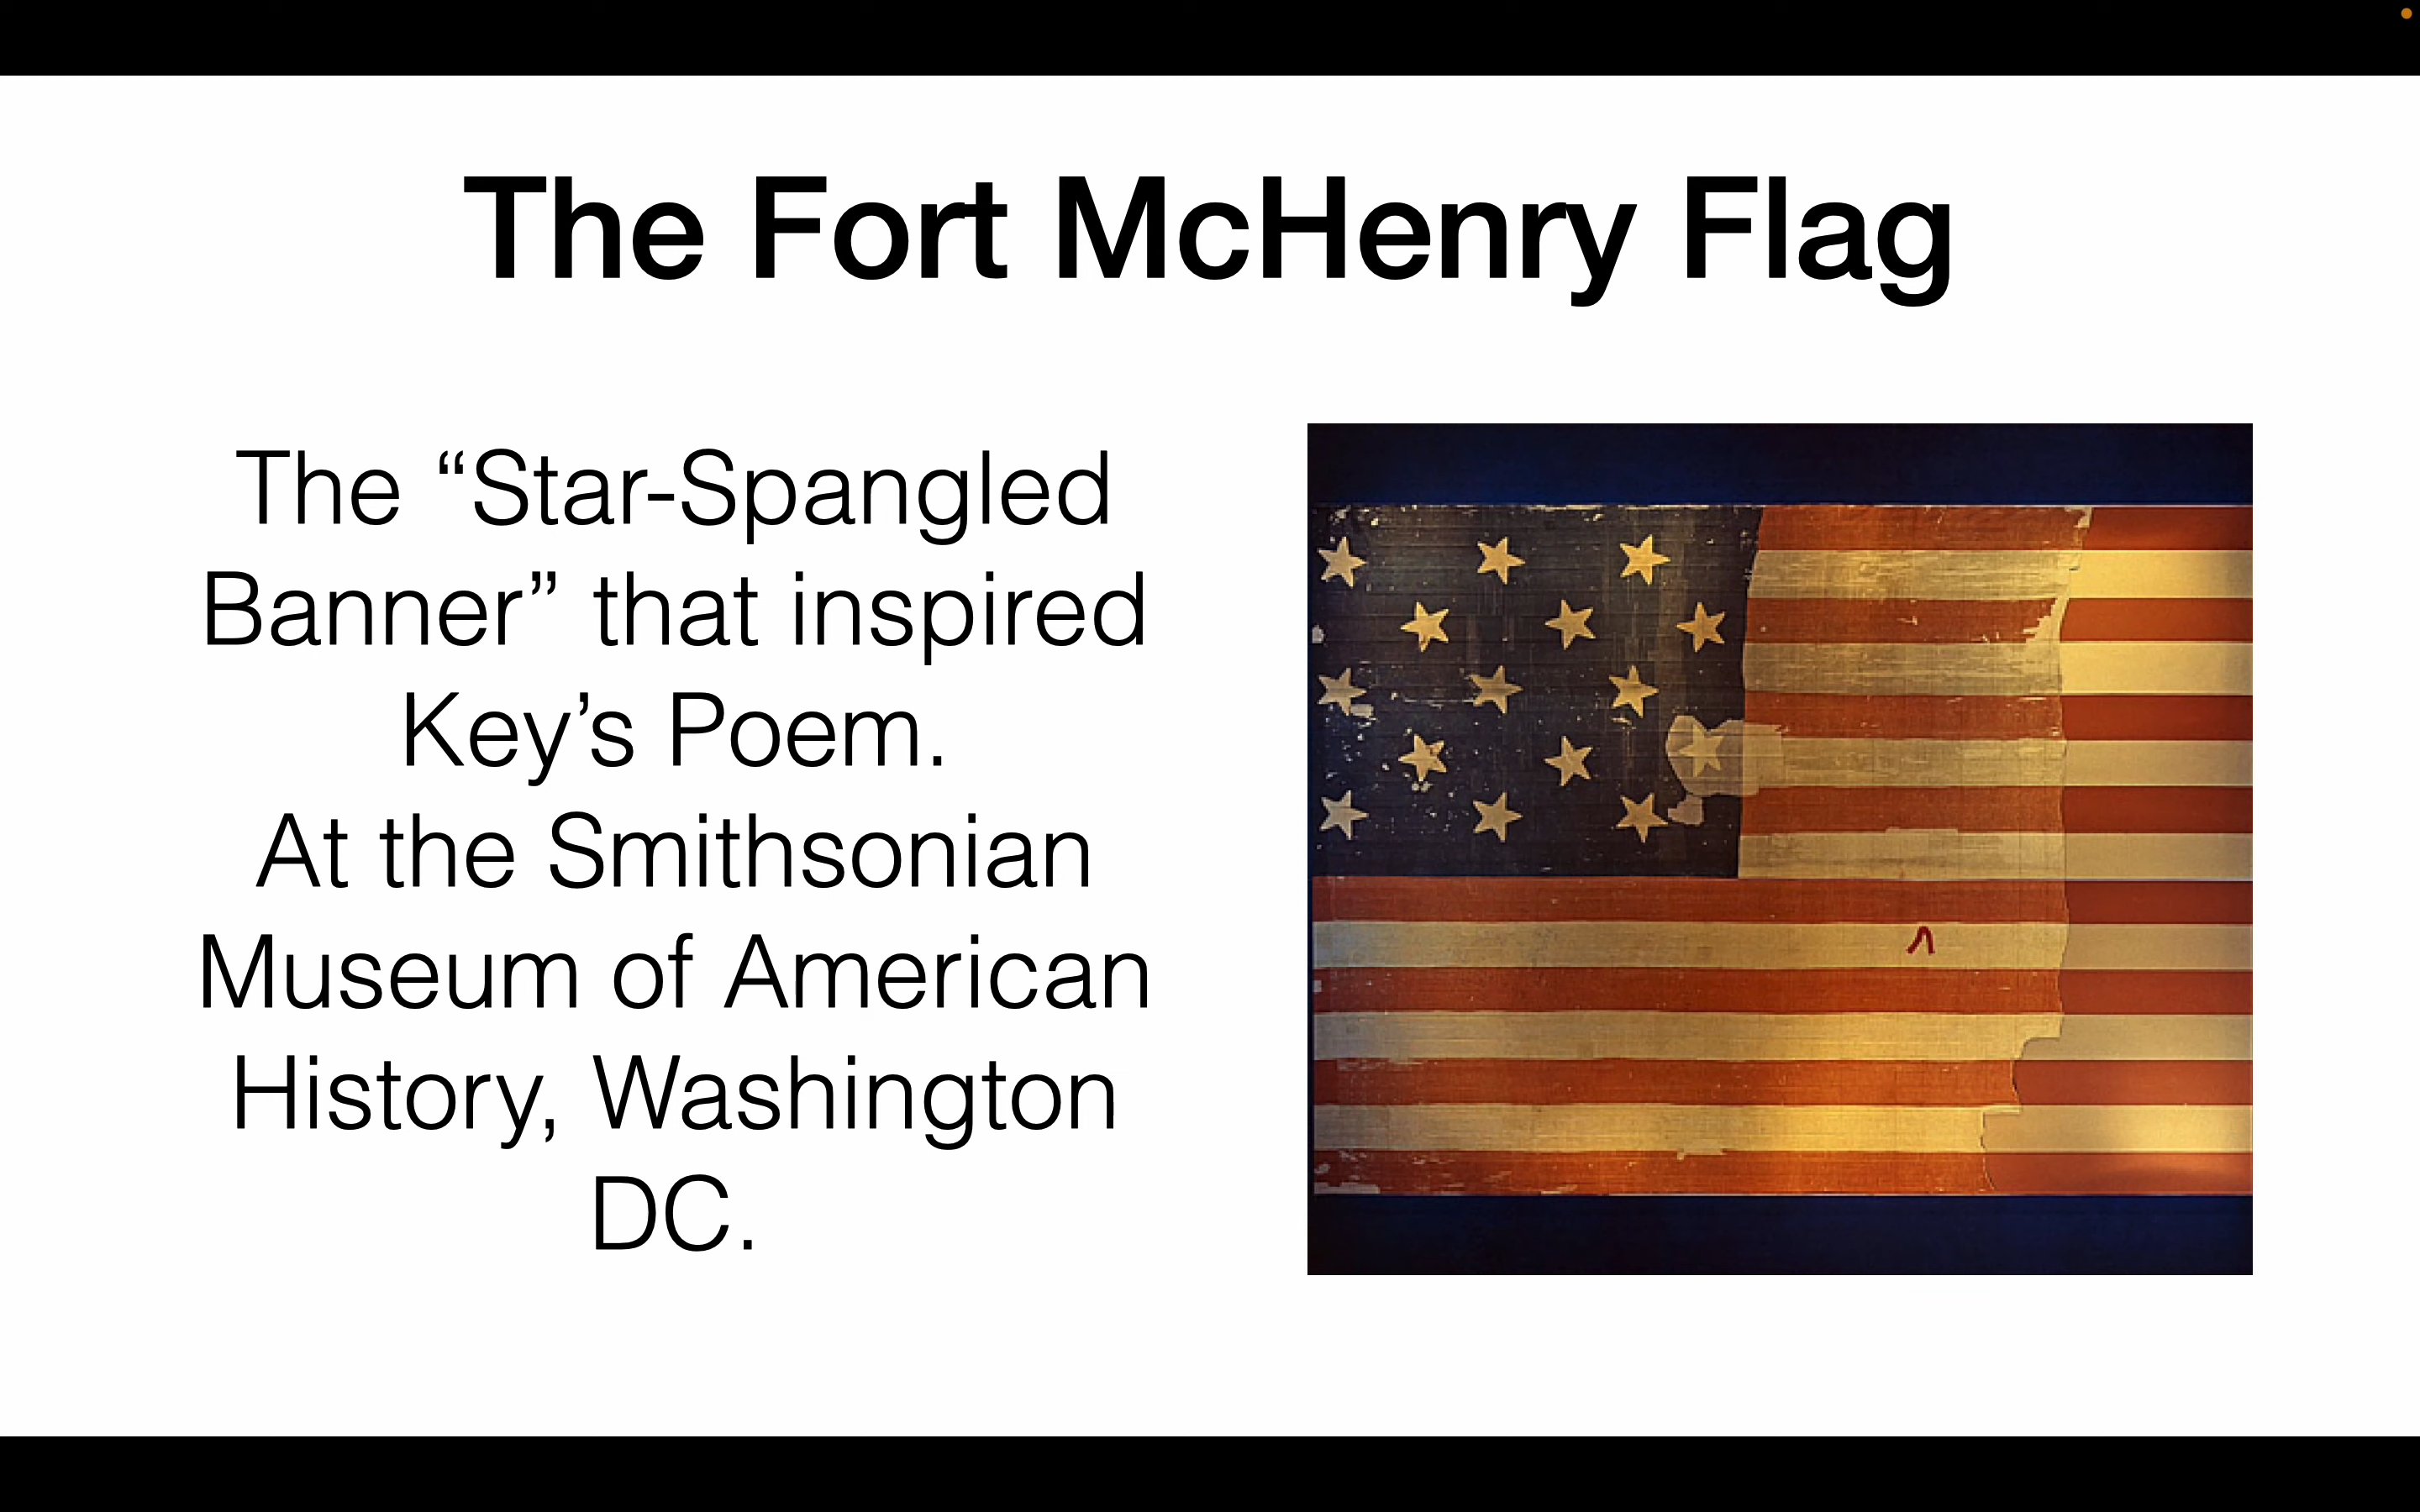 The Fort McHenry Flag
The “Star-Spangled
Banner” that inspired
Key’s Poem.
At the Smithsonian
Museum of American
History, Washington
DC.